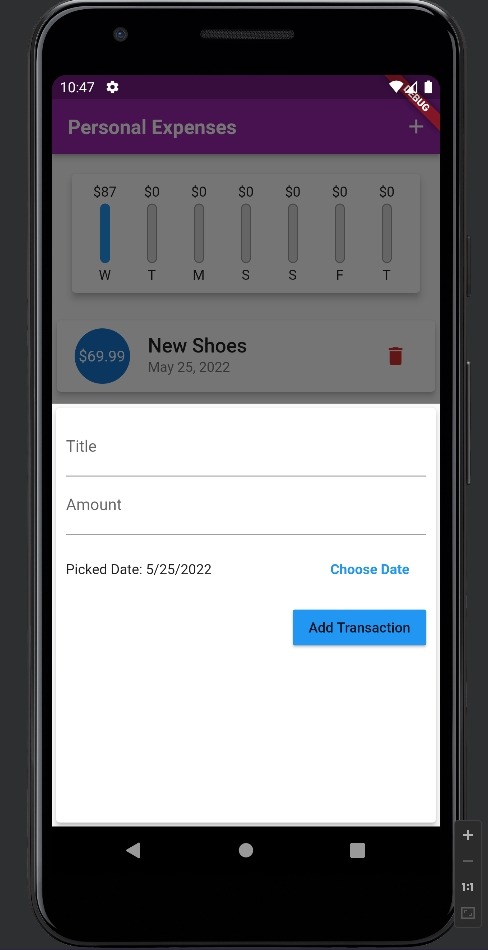 10:47
DEBUG
Personal Expenses
$87 $0 $0 $0 $0 $0 $0
W T M S S F T
$69.99
New Shoes
May 25, 2022
Title
Amount
Picked Date: 5/25/2022 Choose Date
Add Transaction
1:1